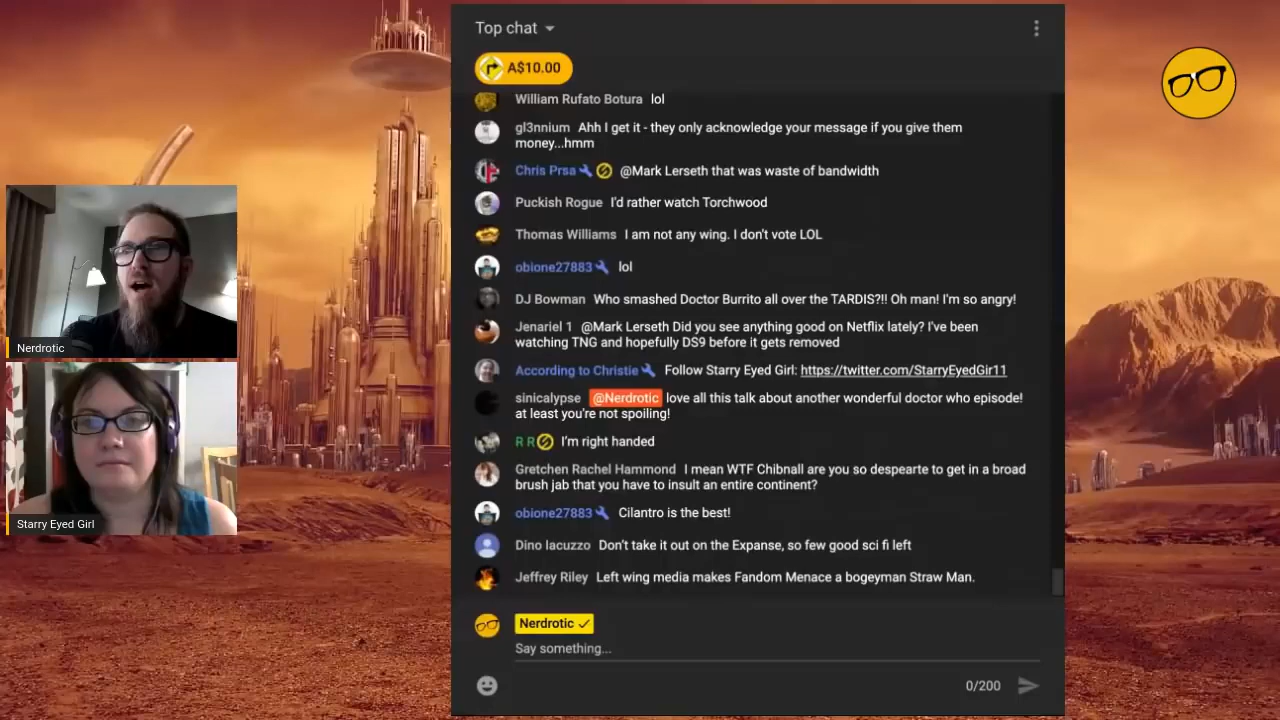 Top chat
A$10.00
William Rufato Botura lol
gl3nnium Ahh I get it - they only acknowledge your message if you give them
money...hmm
Chris Prsa @Mark Lerseth that was waste of bandwidth
Puckish Rogue I'd rather watch Torchwood
Thomas Williams I am not any wing. I don't vote LOL
obione27883 lol
DJ Bowman Who smashed Doctor Burrito all over the TARDIS?!! Oh man! I'm so angry!
Jenariel 1 @Mark Lerseth Did you see anything good on Netflix lately? I've been
watching TNG and hopefully DS9 before it gets removed
Nerdrotic
According to Christie Follow Starry Eyed Girl: https://twitter.com/StarryEyedGir11
sinicalypse @Nerdrotic love all this talk about another wonderful doctor who episode!
at least you're not spoiling!
R R I'm right handed
Gretchen Rachel Hammond I mean WTF Chibnall are you so despearte to get in a broad
brush jab that you have to insult an entire continent?
obione27883 Cilantro is the best!
Starry Eyed Girl
Dino Iacuzzo Don't take it out on the Expanse, so few good sci fi left
Jeffrey Riley Left wing media makes Fandom Menace a bogeyman Straw Man.
Nerdrotic
Say something...
0/200